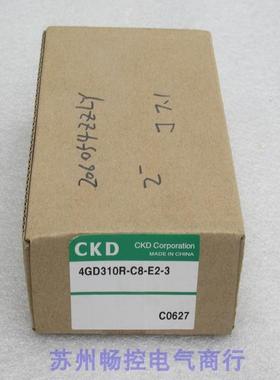 CKD
CKD Corporation
MADE IN CHINA
4GD310R-C8-E2-3
C0627
苏州畅控电气商行